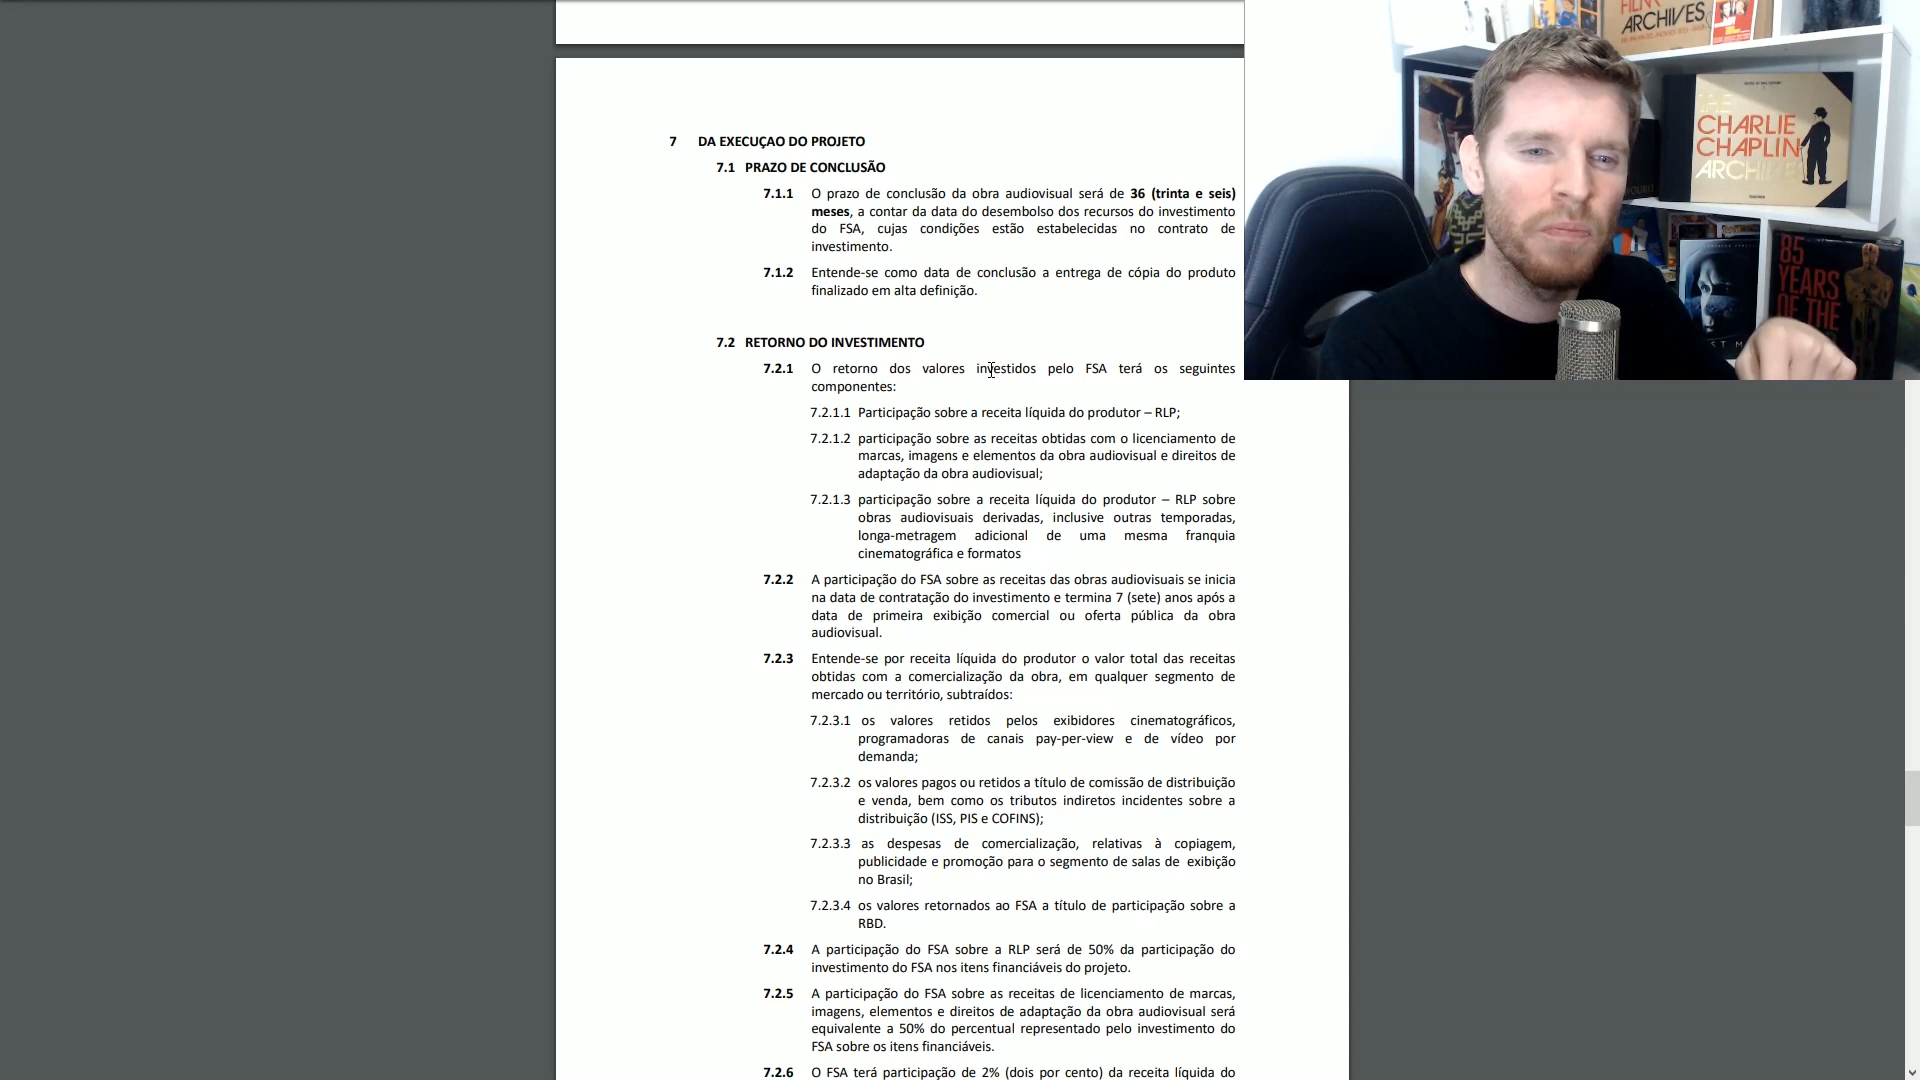 7 DA EXECUÇAO DO PROJETO
7.1 PRAZO DE CONCLUSÃO
7.1.1 O prazo de conclusão da obra audiovisual será de 36 (trinta e seis)
meses, a contar da data do desembolso dos recursos do investimento
do FSA, cujas condições estão estabelecidas no contrato de
investimento.
7.1.2 Entende-se como data de conclusão a entrega de cópia do produto
finalizado em alta definição.
7.2 RETORNO DO INVESTIMENTO
7.2.1 O retorno dos valores investidos pelo FSA terá os seguintes
componentes:
7.2.1.1 Participação sobre a receita líquida do produtor – RLP;
7.2.1.2 participação sobre as receitas obtidas com o licenciamento de
marcas, imagens e elementos da obra audiovisual e direitos de
adaptação da obra audiovisual;
7.2.1.3 participação sobre a receita líquida do produtor – RLP sobre
obras audiovisuais derivadas, inclusive outras temporadas,
longa-metragem adicional de uma mesma franquia
cinematográfica e formatos
7.2.2 A participação do FSA sobre as receitas das obras audiovisuais se inicia
na data de contratação do investimento e termina 7 (sete) anos após a
data de primeira exibição comercial ou oferta pública da obra
audiovisual.
7.2.3 Entende-se por receita líquida do produtor o valor total das receitas
obtidas com a comercialização da obra, em qualquer segmento de
mercado ou território, subtraídos:
7.2.3.1 os valores retidos pelos exibidores cinematográficos,
programadoras de canais pay-per-view e de vídeo por
demanda;
7.2.3.2 os valores pagos ou retidos a título de comissão de distribuição
e venda, bem como os tributos indiretos incidentes sobre a
distribuição (ISS, PIS e COFINS);
7.2.3.3 as despesas de comercialização, relativas à copiagem,
publicidade e promoção para o segmento de salas de exibição
no Brasil;
7.2.3.4 os valores retornados ao FSA a título de participação sobre a
RBD.
7.2.4 A participação do FSA sobre a RLP será de 50% da participação do
investimento do FSA nos itens financiáveis do projeto.
7.2.5 A participação do FSA sobre as receitas de licenciamento de marcas,
imagens, elementos e direitos de adaptação da obra audiovisual será
equivalente a 50% do percentual representado pelo investimento do
FSA sobre os itens financiáveis.
7.2.6 O FSA terá participação de 2% (dois por cento) da receita líquida do
FILM
ARCHIVES
THE
CHARLIE
CHAPLIN
ARCHIVES
85
YEARS
OF THE